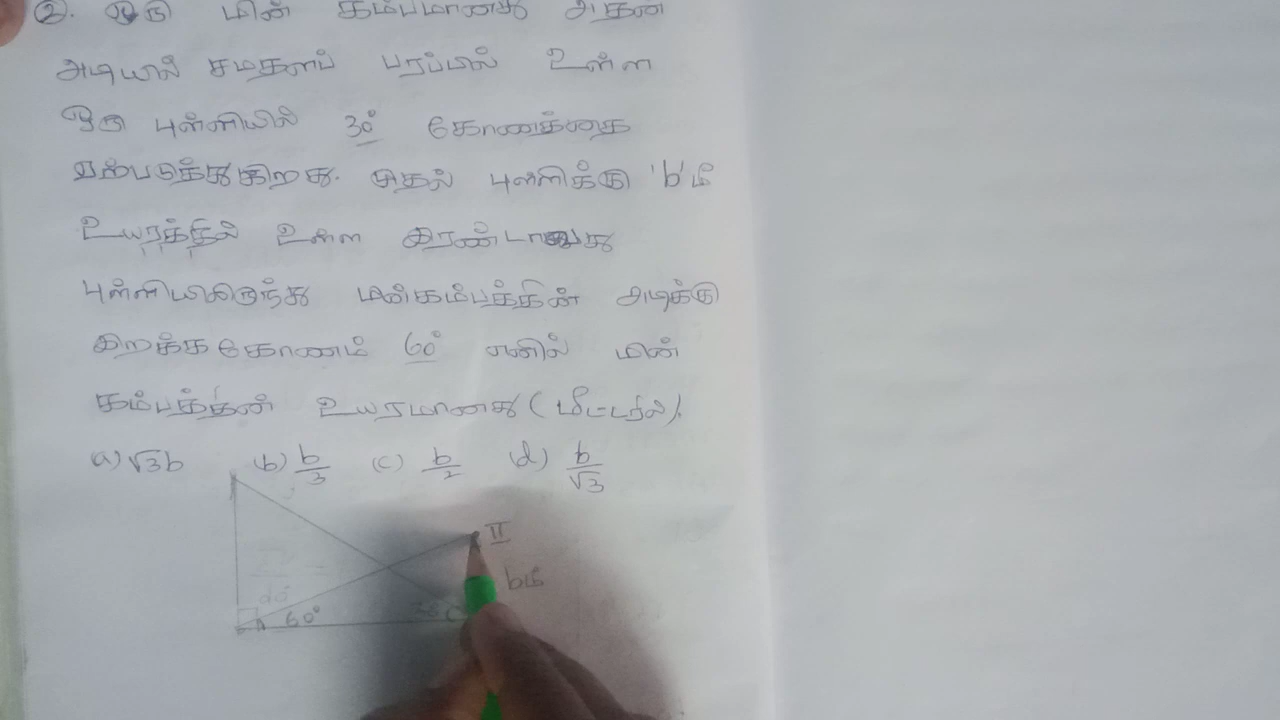 2. ஒரு மின் கம்பமானது அதன்
அடியில் சமதளப் பரப்பில் உள்ள
ஒரு புள்ளியில் 30° கோணத்தை
ஏற்படுத்துகிறது. முதல் புள்ளிக்கு 'b' மீ
உயரத்தில் உள்ள இரண்டாவது
புள்ளியிலிருந்து மின்கம்பத்தின் அடிக்கு
இறக்ககோணம் 60° எனில் மின்
கம்பத்தின் உயரமானது (மீட்டரில்).
a) √3b (b) b/3 (c) b/2 (d) b/√3
II
b மீ
60°